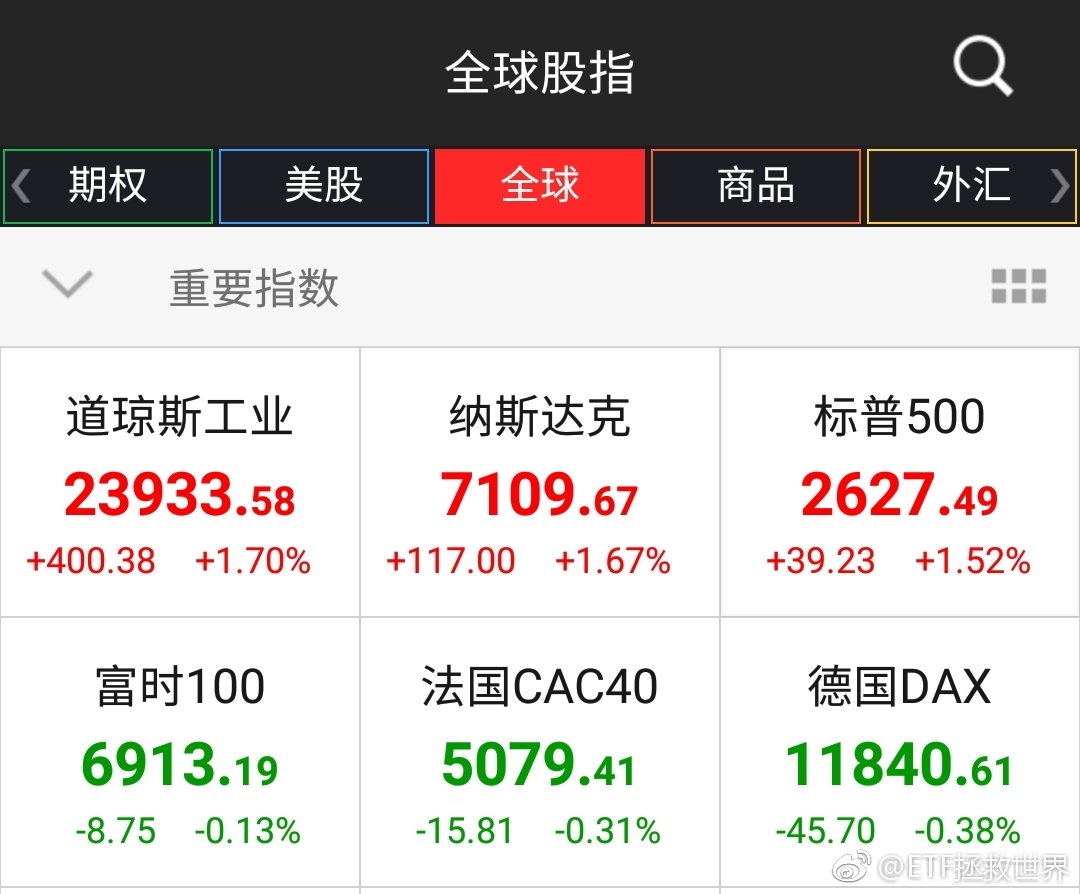 全球股指
期权 美股 全球 商品 外汇
重要指数
道琼斯工业 纳斯达克 标普500
23933.58 7109.67 2627.49
+400.38 +1.70% +117.00 +1.67% +39.23 +1.52%
富时100 法国CAC40 德国DAX
6913.19 5079.41 11840.61
-8.75 -0.13% -15.81 -0.31% -45.70 -0.38%
@ETF拯救世界